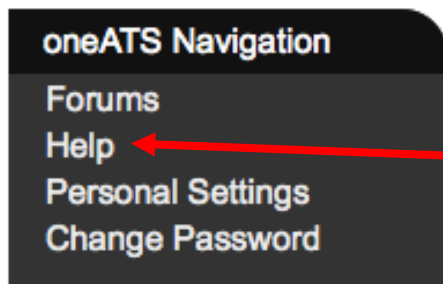 oneATS Navigation
Forums
Help
Personal Settings
Change Password